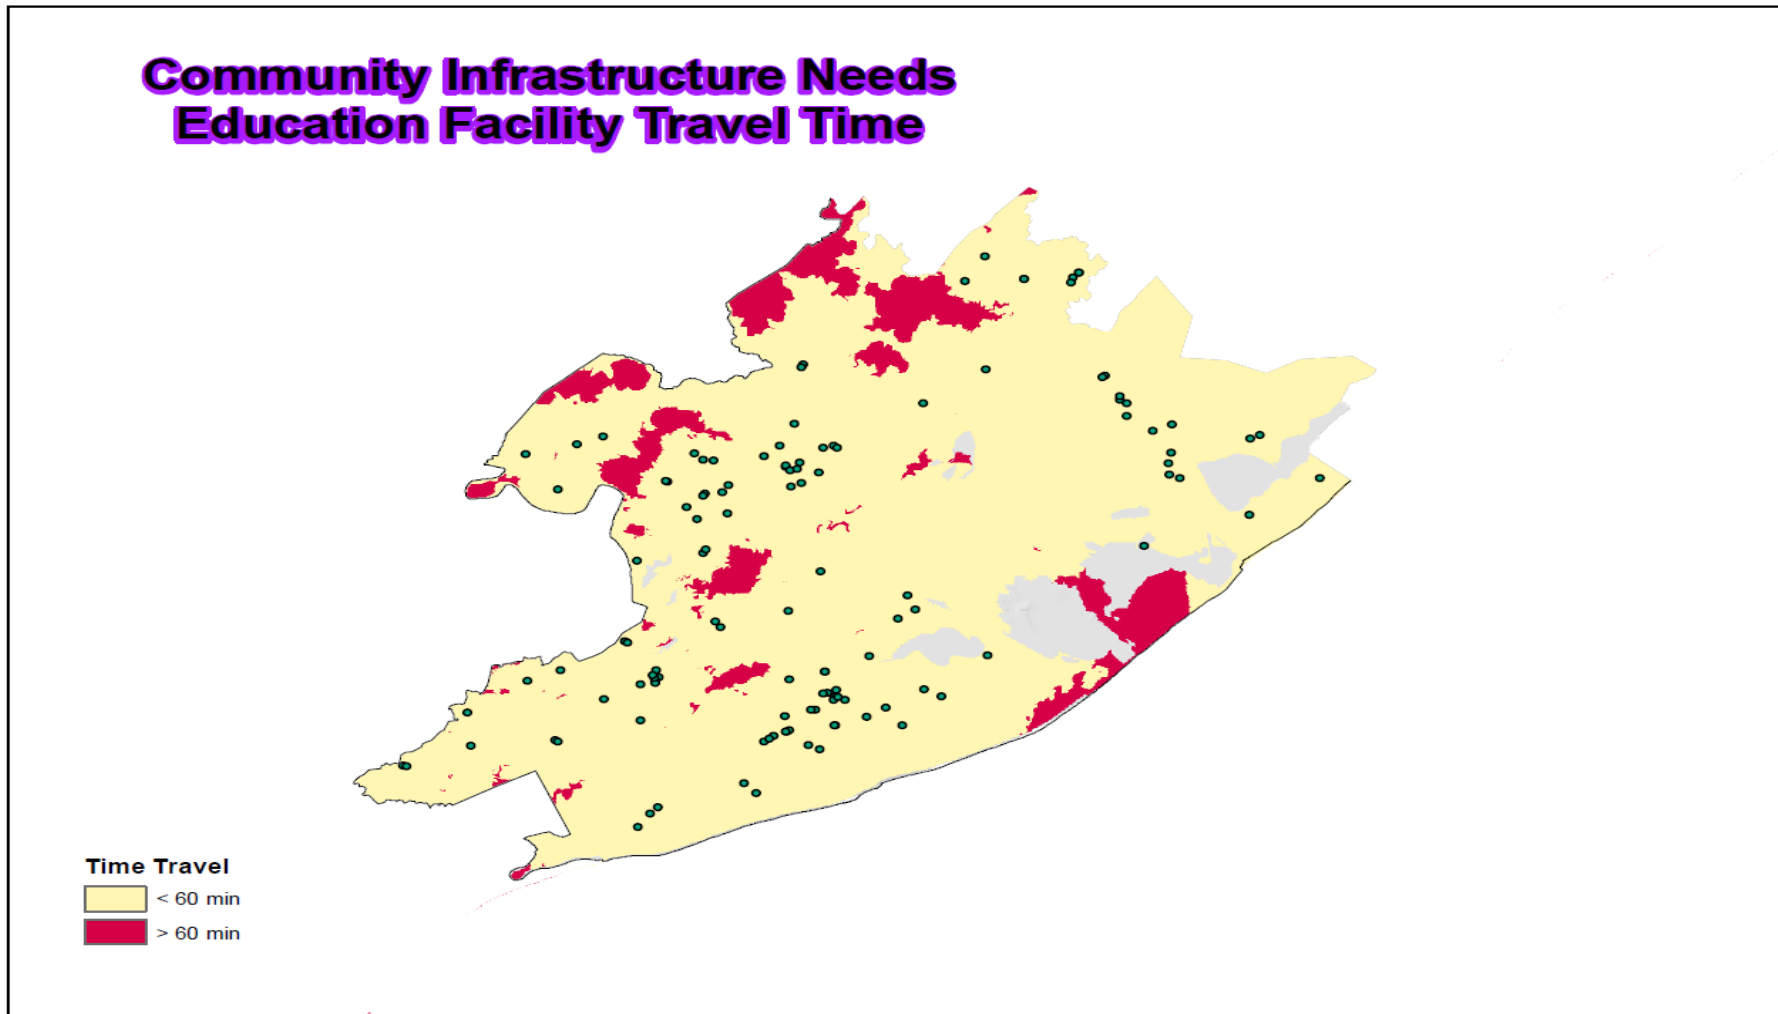 Community Infrastructure Needs
Education Facility Travel Time
Time Travel
< 60 min
> 60 min